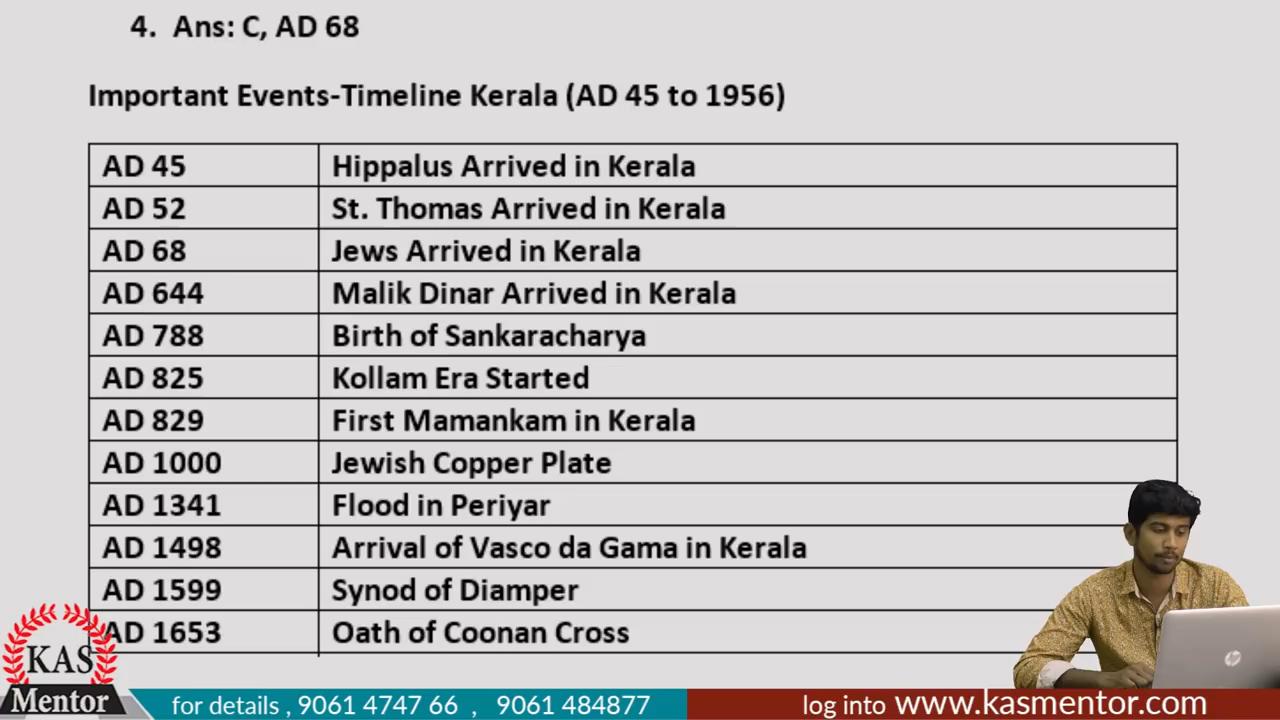 4. Ans: C, AD 68
Important Events-Timeline Kerala (AD 45 to 1956)
AD 45 Hippalus Arrived in Kerala
AD 52 St. Thomas Arrived in Kerala
AD 68 Jews Arrived in Kerala
AD 644 Malik Dinar Arrived in Kerala
AD 788 Birth of Sankaracharya
AD 825 Kollam Era Started
AD 829 First Mamankam in Kerala
AD 1000 Jewish Copper Plate
AD 1341 Flood in Periyar
AD 1498 Arrival of Vasco da Gama in Kerala
AD 1599 Synod of Diamper
AD 1653 Oath of Coonan Cross
KAS
Mentor
for details , 9061 4747 66 , 9061 484877
log into www.kasmentor.com
hp